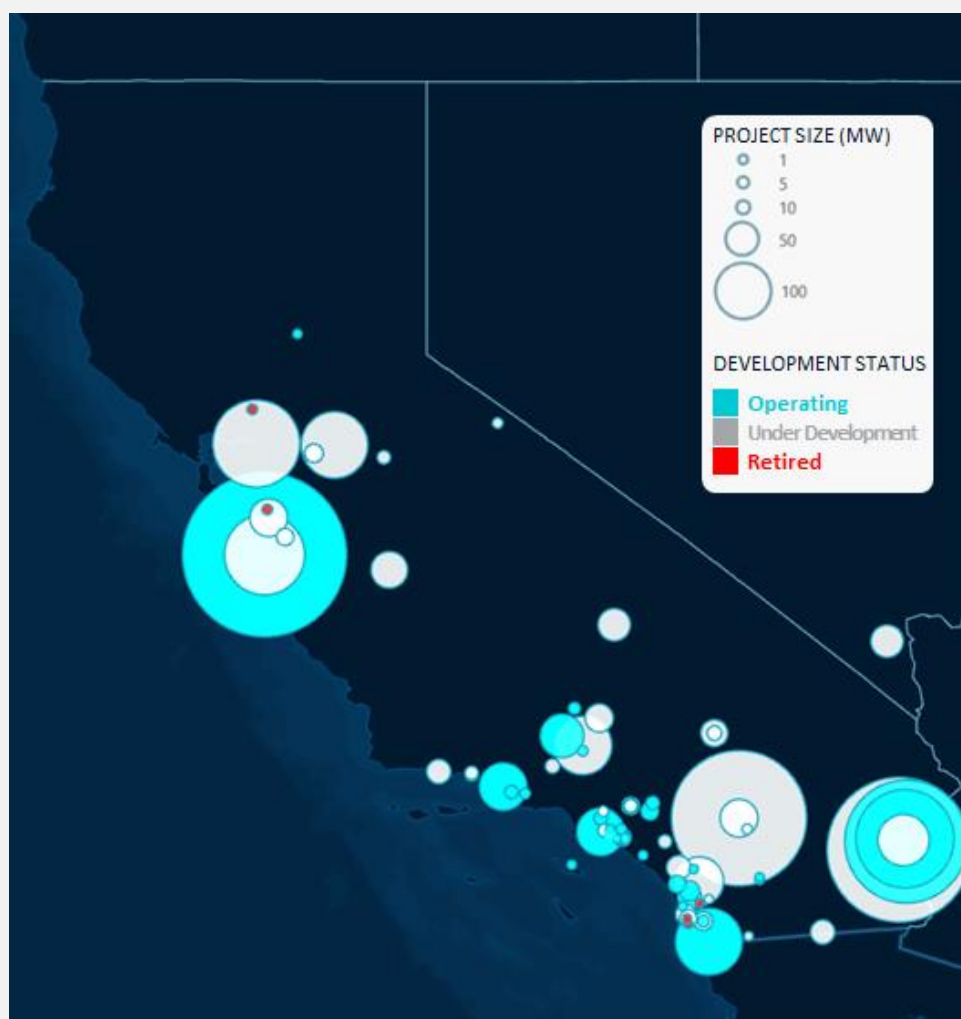 PROJECT SIZE (MW)
1
5
10
50
100
DEVELOPMENT STATUS
Operating
Under Development
Retired